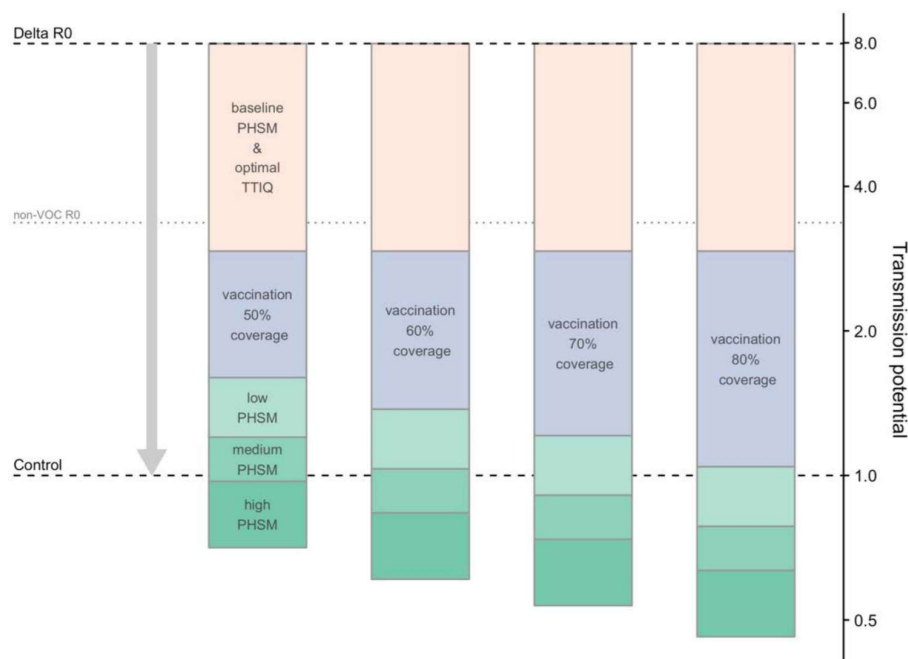 Delta R0
8.0
baseline
PHSM
&
optimal
TTIQ
6.0
4.0
non-VOC R0
Transmission potential
vaccination
50%
coverage
vaccination
60%
coverage
vaccination
70%
coverage
vaccination
80%
coverage
2.0
low
PHSM
medium
PHSM
Control
1.0
high
PHSM
0.5